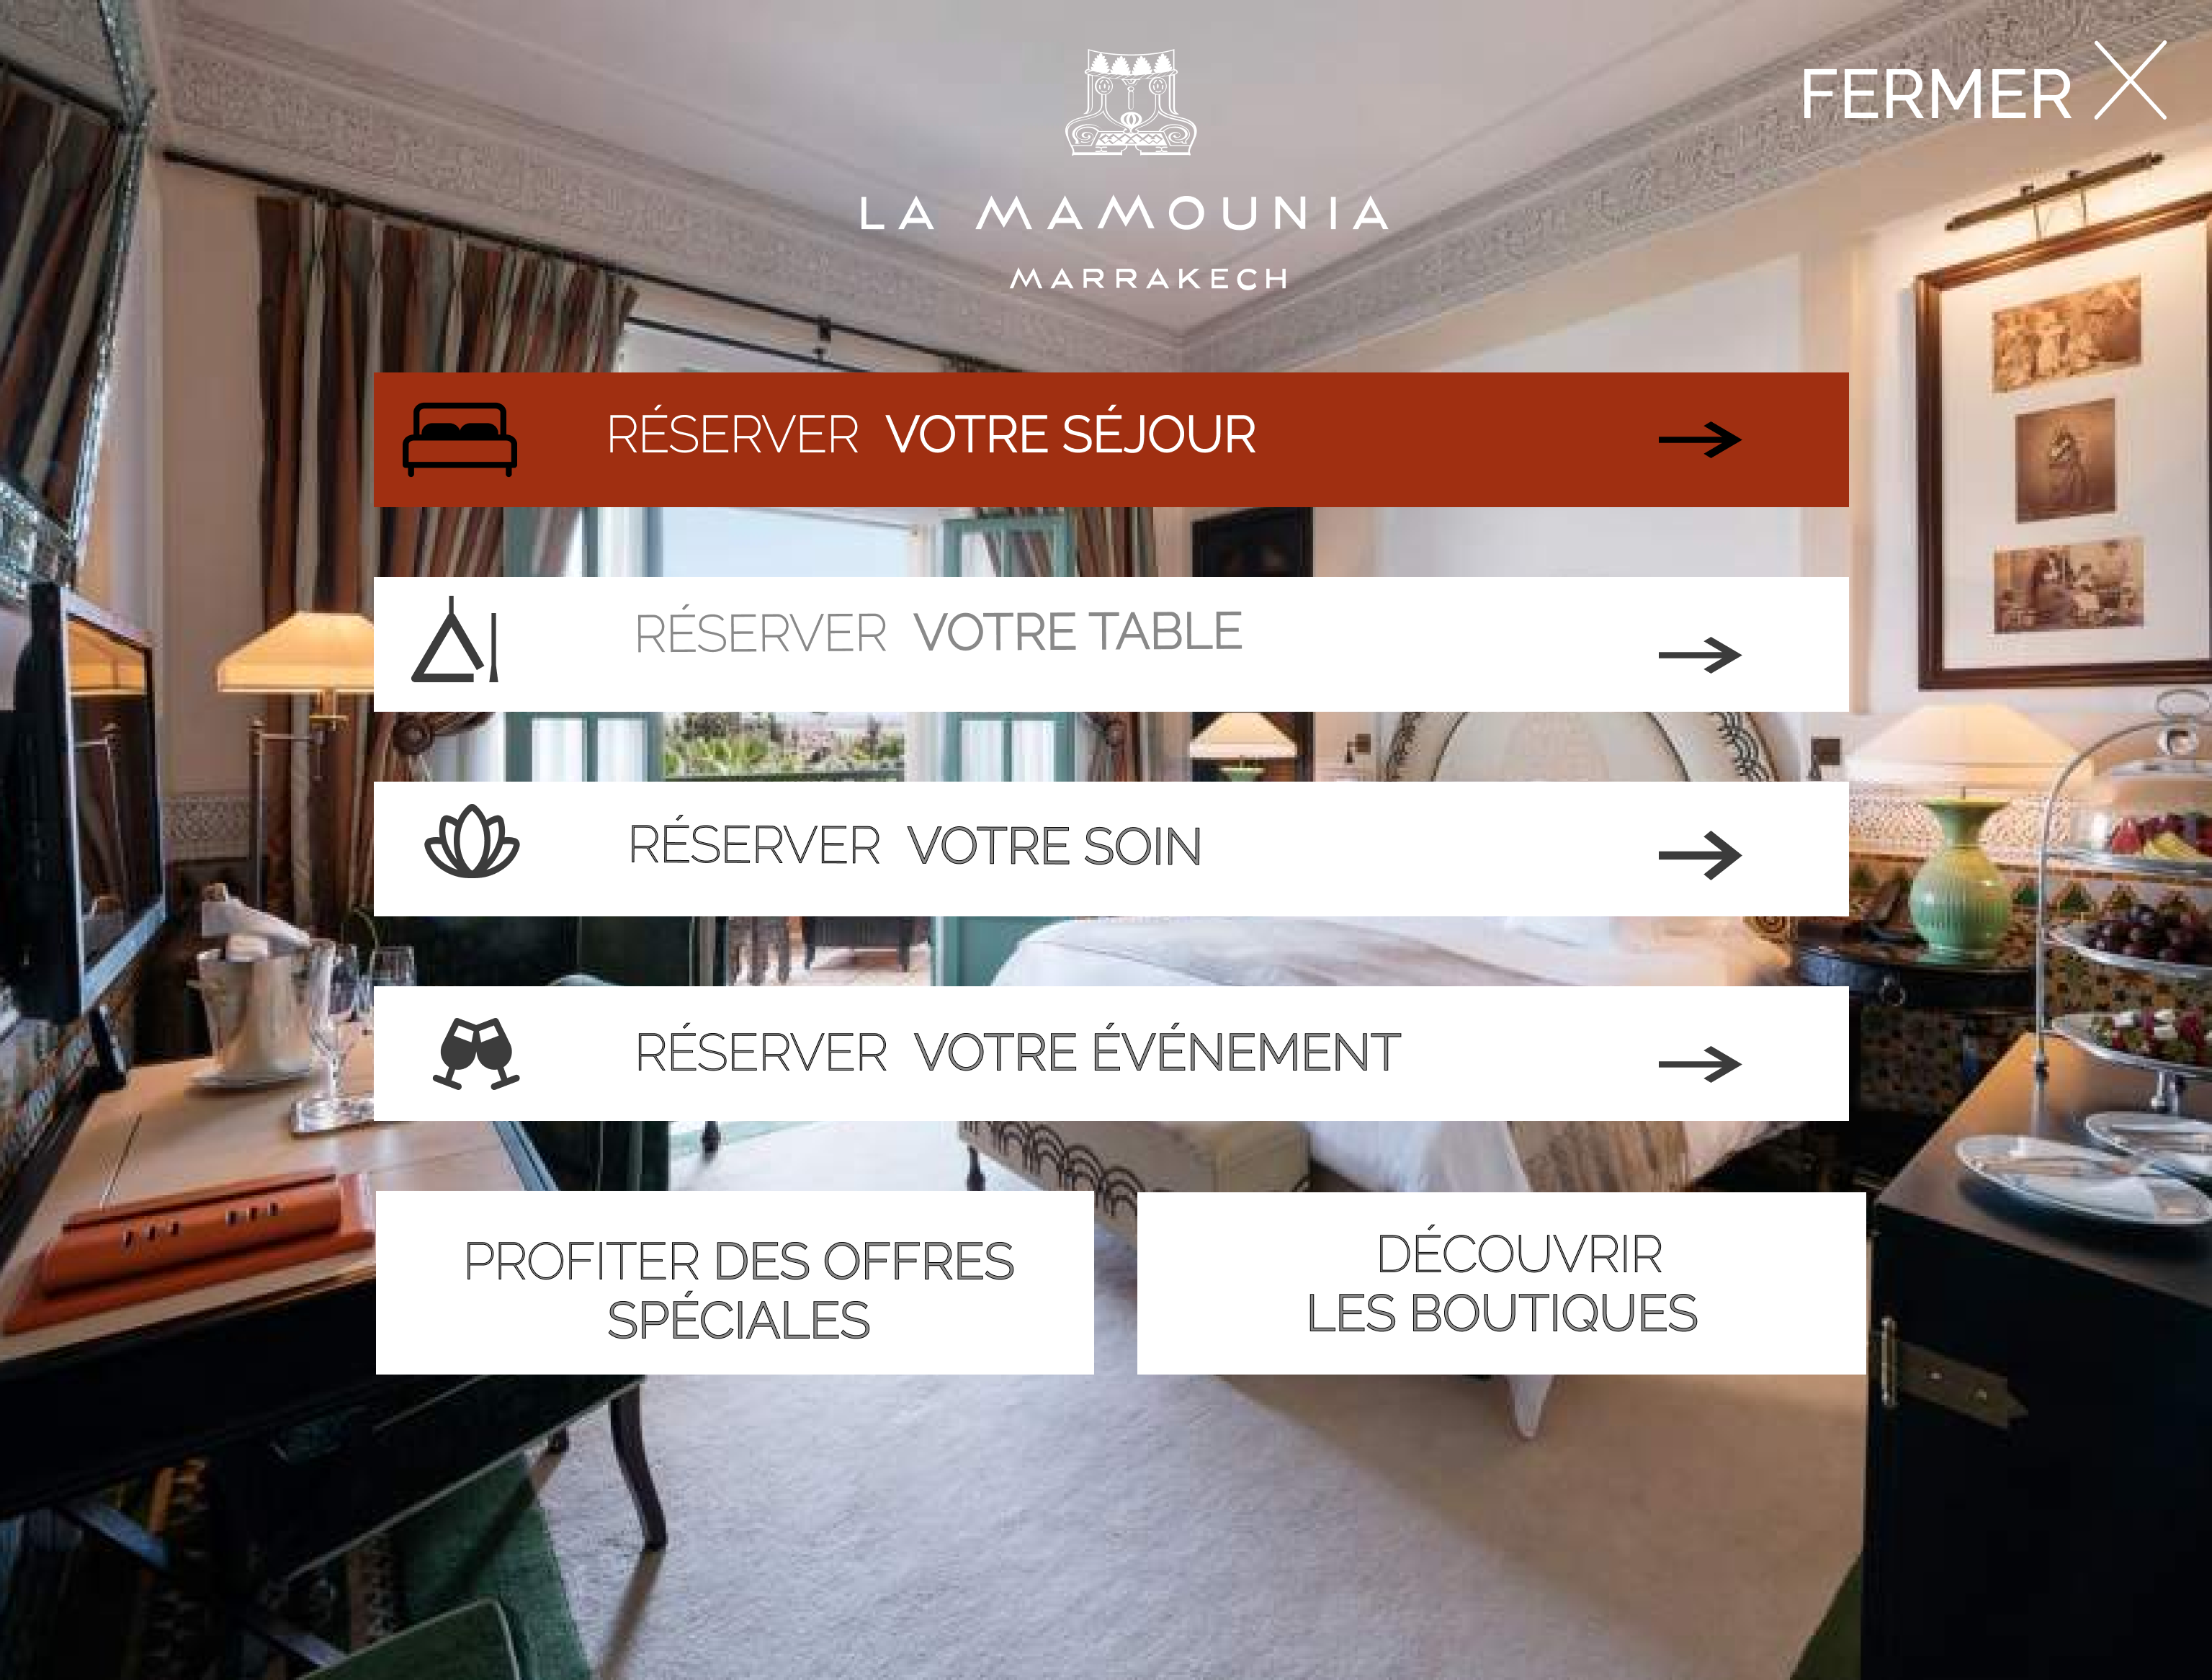 FERMER
LA MAMOUNIA
MARRAKECH
RÉSERVER VOTRE SÉJOUR
RÉSERVER VOTRE TABLE
RÉSERVER VOTRE SOIN
RÉSERVER VOTRE ÉVÉNEMENT
PROFITER DES OFFRES
SPÉCIALES
DÉCOUVRIR
LES BOUTIQUES